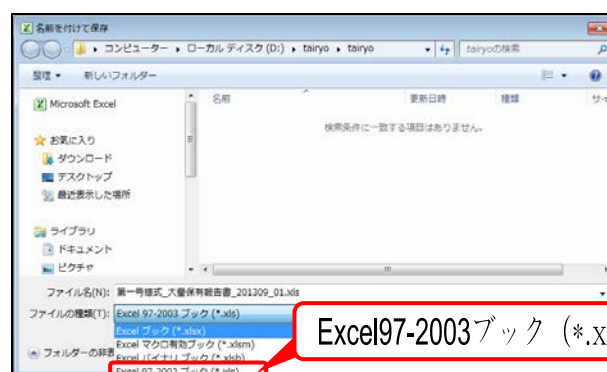 名前を付けて保存
コンピューター ▸ ローカル ディスク (D:) ▸ tairyo ▸ tairyo
tairyoの検索
整理 新しいフォルダー
Microsoft Excel
名前 更新日時 種類 サイ
検索条件に一致する項目はありません。
お気に入り
ダウンロード
デスクトップ
最近表示した場所
ライブラリ
ドキュメント
ピクチャ
ファイル名(N): 第一号様式_大量保有報告書_201309_01.xls
ファイルの種類(T): Excel 97-2003 ブック (*.xls)
Excel ブック (*.xlsx)
Excel マクロ有効ブック (*.xlsm)
フォルダーの非表
Excel バイナリ ブック (*.xlsb)
Excel 97-2003 ブック (*.xls)
Excel97-2003ブック (*.x